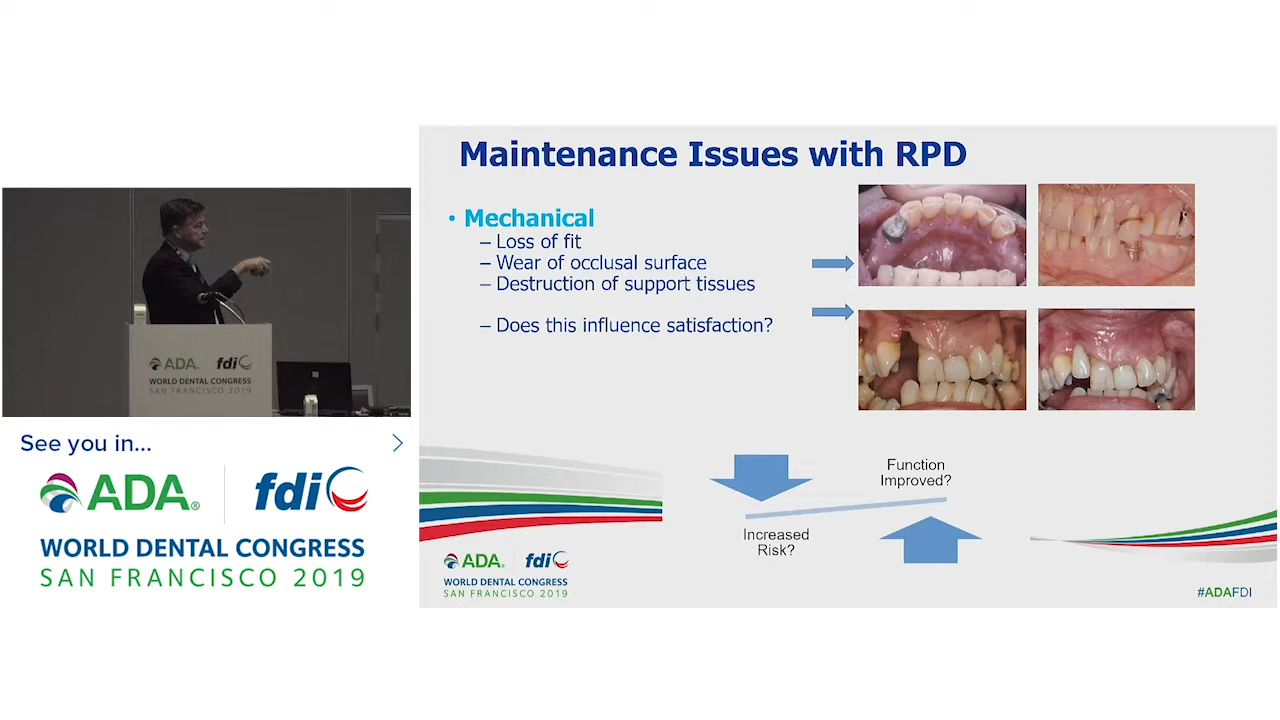 Maintenance Issues with RPD
• Mechanical
– Loss of fit
– Wear of occlusal surface
– Destruction of support tissues
– Does this influence satisfaction?
Function
Improved?
Increased
Risk?
ADA. fdi
WORLD DENTAL CONGRESS
SAN FRANCISCO 2019
#ADAFDI
ADA. fdi
WORLD DENTAL CONGRESS
SAN FRANCISCO 2019
See you in...
ADA® fdi
WORLD DENTAL CONGRESS
SAN FRANCISCO 2019